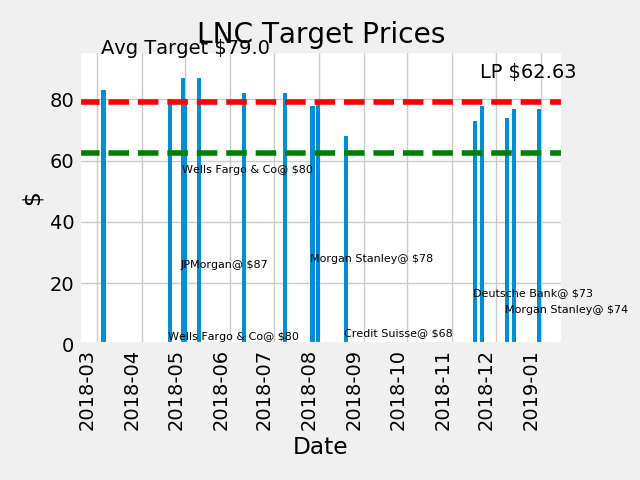 LNC Target Prices
Avg Target $79.0
LP $62.63
80
60
40
20
0
$
Wells Fargo & Co@ $80
JPMorgan@ $87
Morgan Stanley@ $78
Deutsche Bank@ $73
Morgan Stanley@ $74
Wells Fargo & Co@ $80
Credit Suisse@ $68
2018-03
2018-04
2018-05
2018-06
2018-07
2018-08
2018-09
2018-10
2018-11
2018-12
2019-01
Date